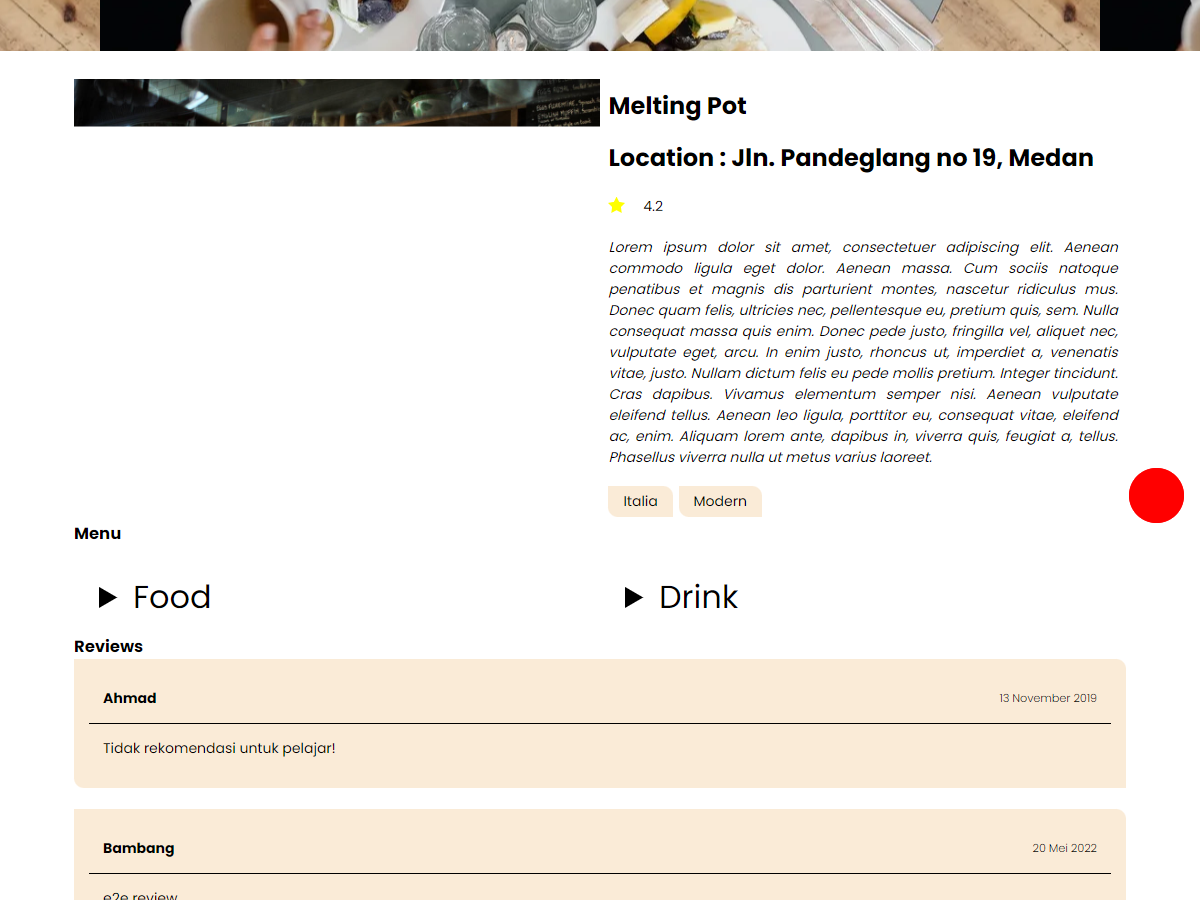 Melting Pot
Location : Jln. Pandeglang no 19, Medan
4.2
Lorem ipsum dolor sit amet, consectetuer adipiscing elit. Aenean
commodo ligula eget dolor. Aenean massa. Cum sociis natoque
penatibus et magnis dis parturient montes, nascetur ridiculus mus.
Donec quam felis, ultricies nec, pellentesque eu, pretium quis, sem. Nulla
consequat massa quis enim. Donec pede justo, fringilla vel, aliquet nec,
vulputate eget, arcu. In enim justo, rhoncus ut, imperdiet a, venenatis
vitae, justo. Nullam dictum felis eu pede mollis pretium. Integer tincidunt.
Cras dapibus. Vivamus elementum semper nisi. Aenean vulputate
eleifend tellus. Aenean leo ligula, porttitor eu, consequat vitae, eleifend
ac, enim. Aliquam lorem ante, dapibus in, viverra quis, feugiat a, tellus.
Phasellus viverra nulla ut metus varius laoreet.
Italia Modern
Menu
Food
Drink
Reviews
Ahmad 13 November 2019
Tidak rekomendasi untuk pelajar!
Bambang 20 Mei 2022
e2e review